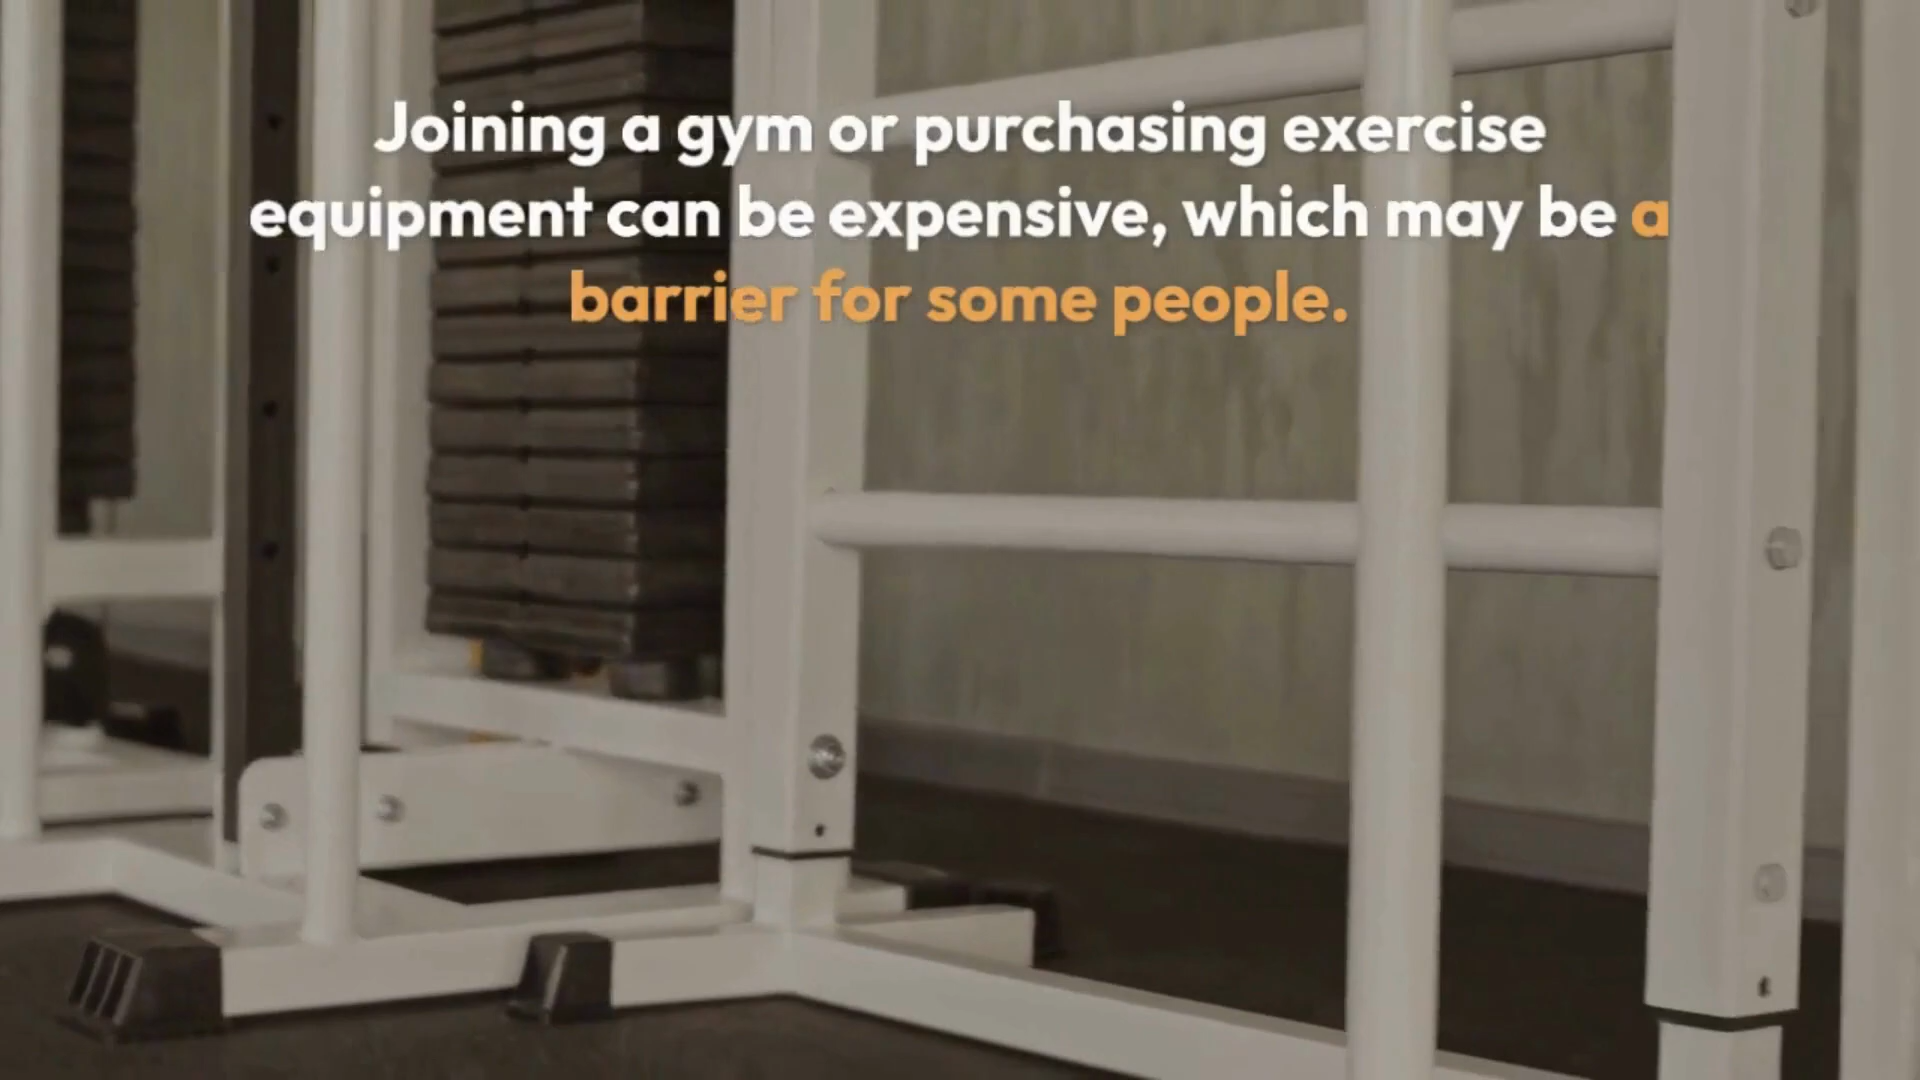 Joining a gym or purchasing exercise
equipment can be expensive, which may be a
barrier for some people.